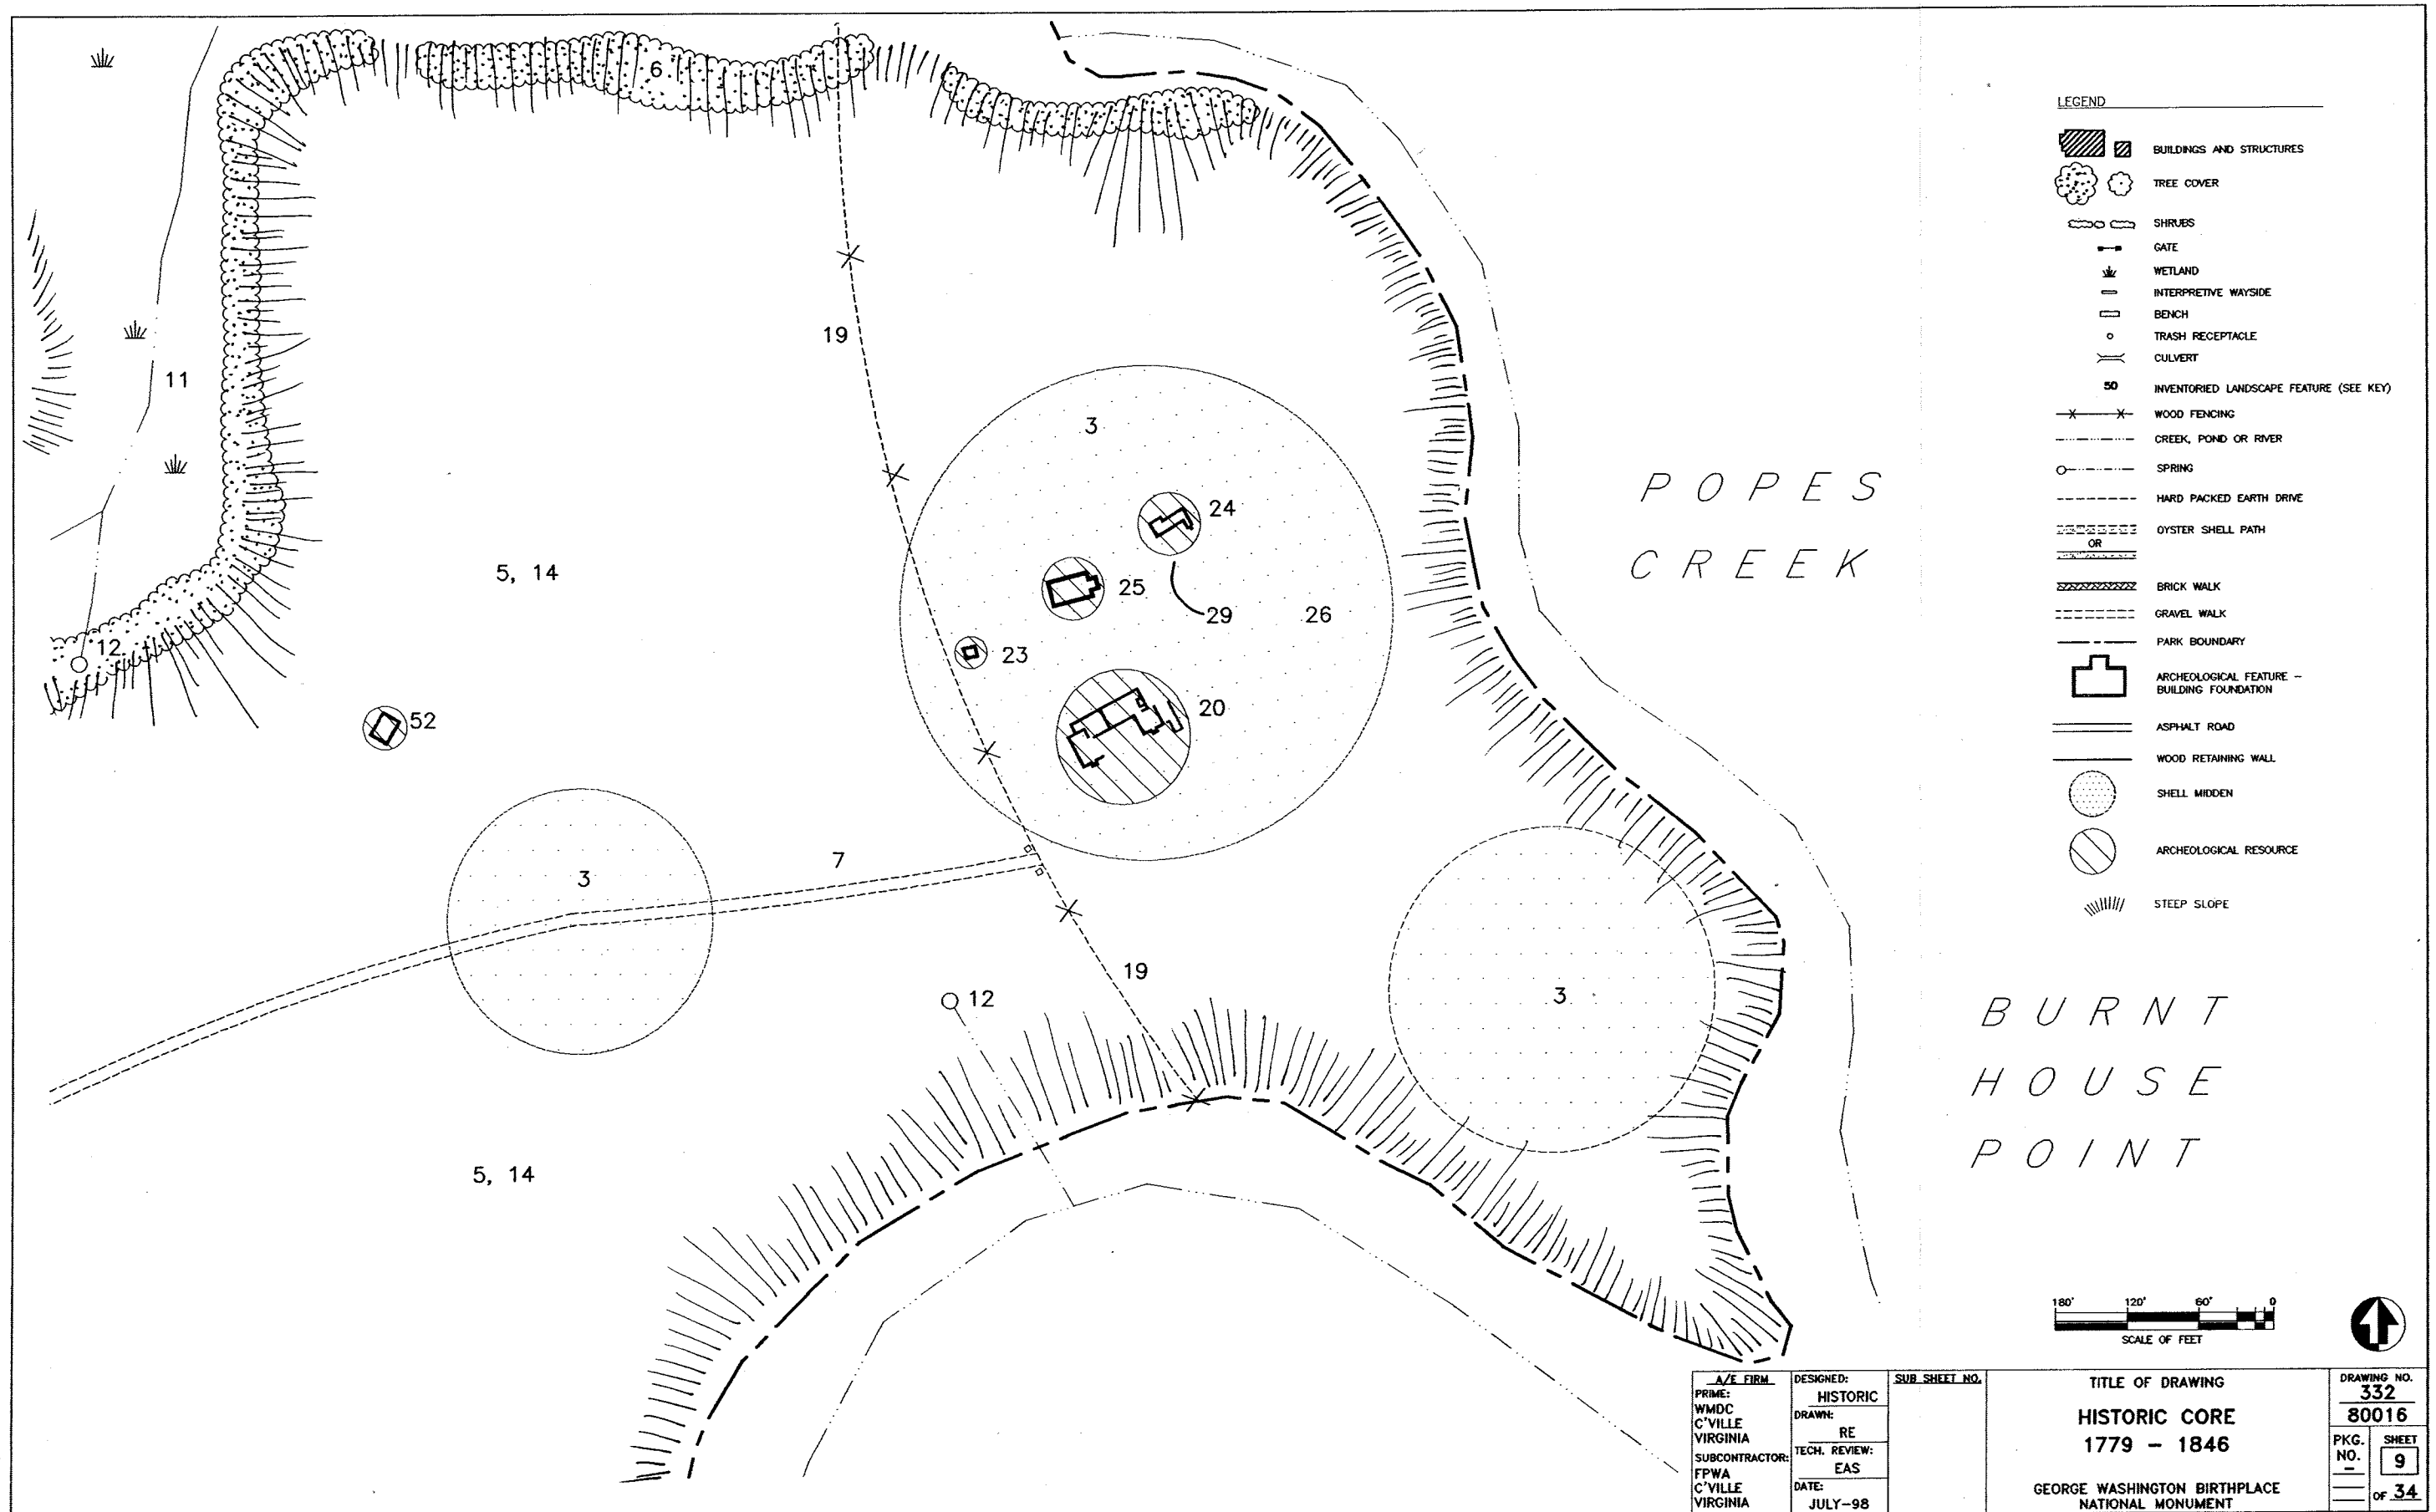 6
19
11
3
5, 14
24
25
29
26
23
12
20
52
3
7
19
12
3
5, 14
POPES
CREEK
BURNT
HOUSE
POINT
LEGEND
BUILDINGS AND STRUCTURES
TREE COVER
SHRUBS
GATE
WETLAND
INTERPRETIVE WAYSIDE
BENCH
TRASH RECEPTACLE
CULVERT
50 INVENTORIED LANDSCAPE FEATURE (SEE KEY)
WOOD FENCING
CREEK, POND OR RIVER
SPRING
HARD PACKED EARTH DRIVE
OYSTER SHELL PATH
OR
BRICK WALK
GRAVEL WALK
PARK BOUNDARY
ARCHEOLOGICAL FEATURE –
BUILDING FOUNDATION
ASPHALT ROAD
WOOD RETAINING WALL
SHELL MIDDEN
ARCHEOLOGICAL RESOURCE
STEEP SLOPE
180' 120' 60' 0
SCALE OF FEET
A/E FIRM
PRIME:
WMDC
C'VILLE
VIRGINIA
SUBCONTRACTOR:
FPWA
C'VILLE
VIRGINIA
DESIGNED:
HISTORIC
DRAWN:
RE
TECH. REVIEW:
EAS
DATE:
JULY-98
SUB SHEET NO.
TITLE OF DRAWING
HISTORIC CORE
1779 – 1846
GEORGE WASHINGTON BIRTHPLACE
NATIONAL MONUMENT
DRAWING NO.
332
80016
PKG.
NO.
–
SHEET
9
OF 34